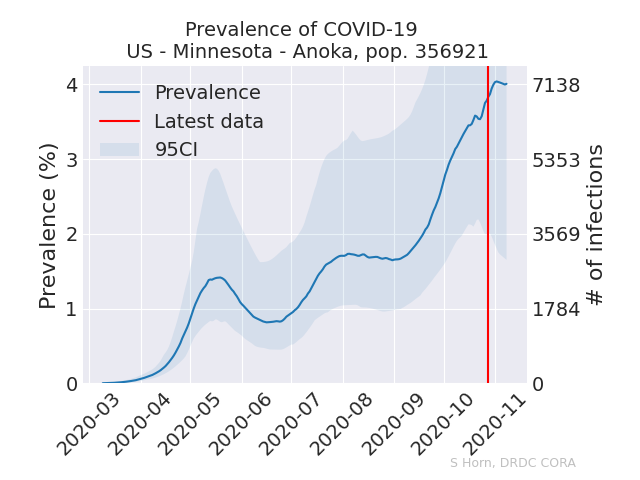 Prevalence of COVID-19
US - Minnesota - Anoka, pop. 356921
Prevalence
Latest data
95CI
Prevalence (%)
4
3
2
1
0
7138
5353
3569
1784
0
# of infections
2020-03
2020-04
2020-05
2020-06
2020-07
2020-08
2020-09
2020-10
2020-11
S Horn, DRDC CORA